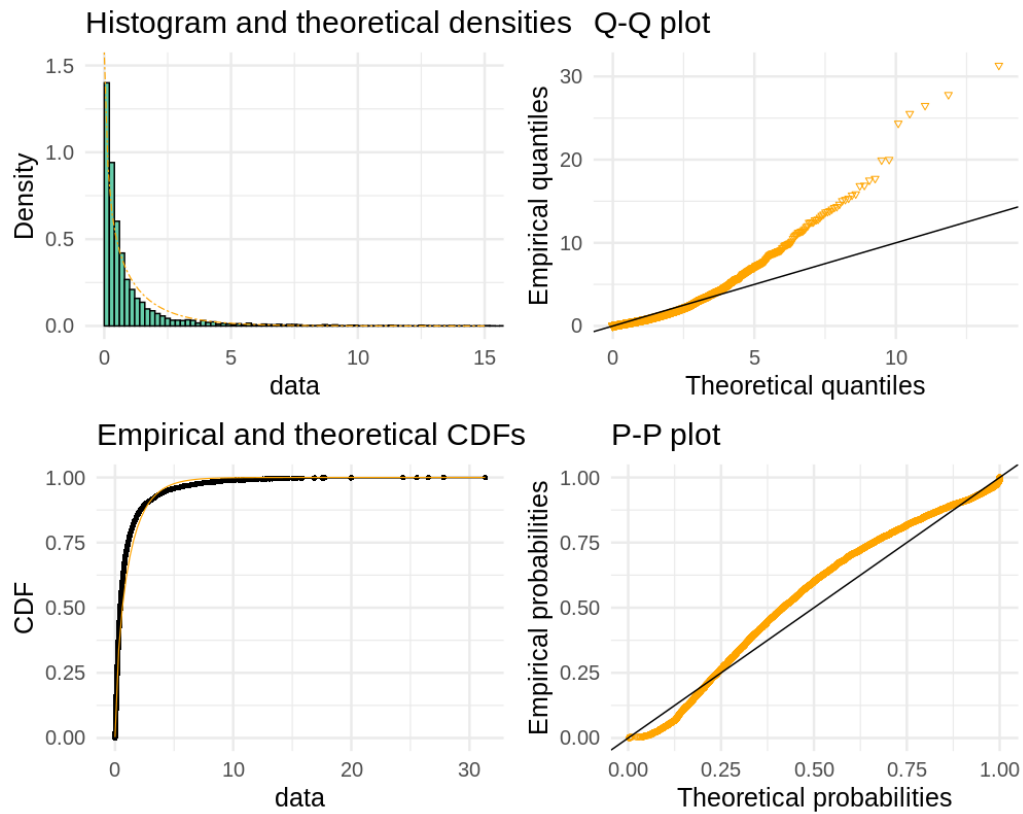 Histogram and theoretical densities
Density
1.5
1.0
0.5
0.0
0 5 10 15
data
Q-Q plot
Empirical quantiles
30
20
10
0
0 5 10
Theoretical quantiles
Empirical and theoretical CDFs
CDF
1.00
0.75
0.50
0.25
0.00
0 10 20 30
data
P-P plot
Empirical probabilities
1.00
0.75
0.50
0.25
0.00
0.00 0.25 0.50 0.75 1.00
Theoretical probabilities